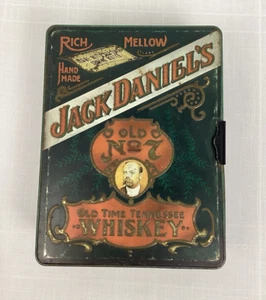 RICH MELLOW
HAND
MADE
JACK DANIEL'S
OLD
No 7
OLD TIME TENNESSEE
WHISKEY